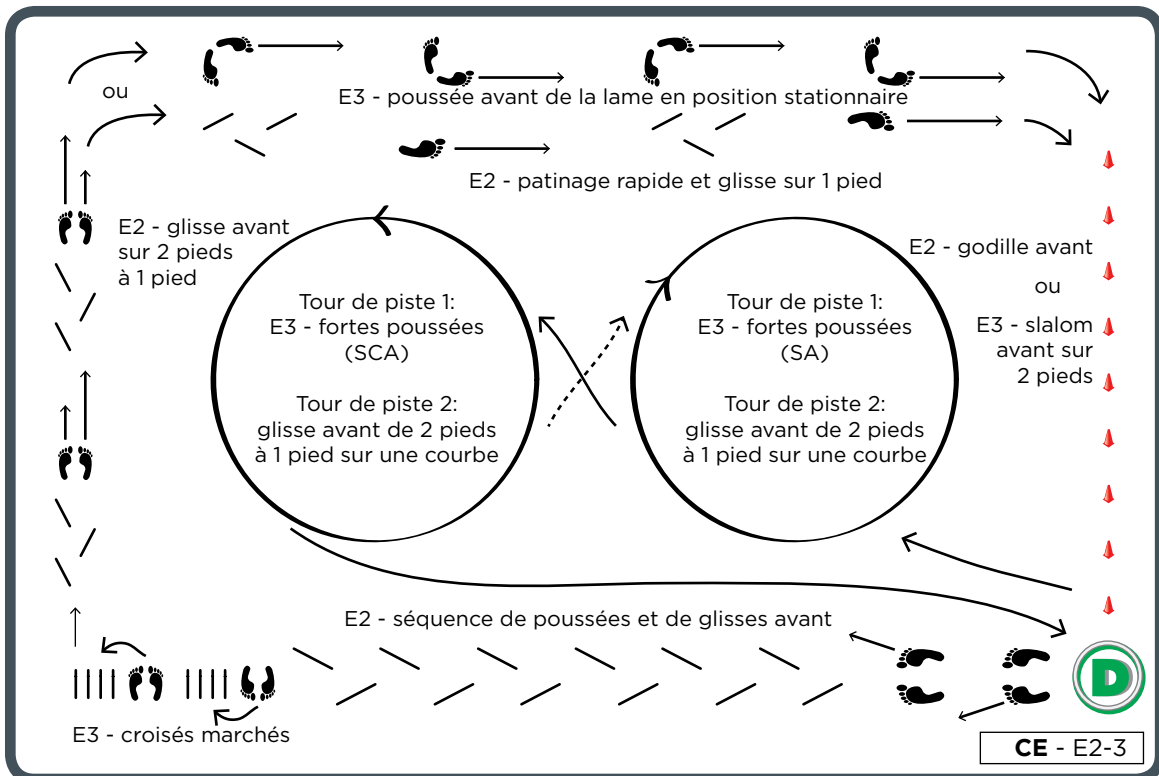 ou
E3 - poussée avant de la lame en position stationnaire
E2 - patinage rapide et glisse sur 1 pied
E2 - glisse avant
sur 2 pieds
à 1 pied
Tour de piste 1:
E3 - fortes poussées
(SCA)
Tour de piste 2:
glisse avant de 2 pieds
à 1 pied sur une courbe
Tour de piste 1:
E3 - fortes poussées
(SA)
Tour de piste 2:
glisse avant de 2 pieds
à 1 pied sur une courbe
E2 - godille avant
ou
E3 - slalom
avant sur
2 pieds
E2 - séquence de poussées et de glisses avant
D
E3 - croisés marchés
CE - E2-3